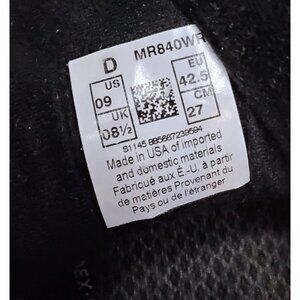 D MR840WR
US 09 EU 42.5
UK 08½ CM 27
Made in USA of imported
and domestic materials
Fabriqué aux É.-U. à partir
de matières Provenant du
Pays ou de l'étranger